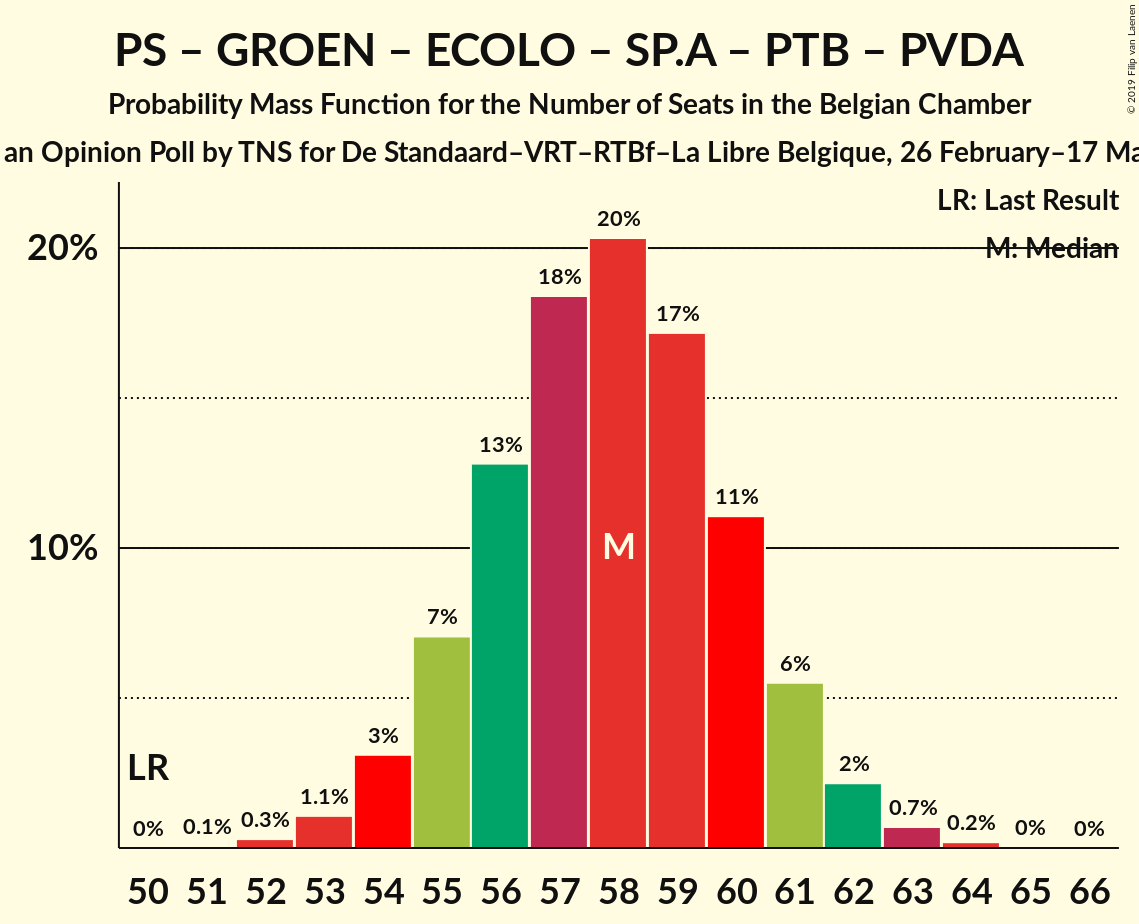 PS – GROEN – ECOLO – SP.A – PTB – PVDA
Probability Mass Function for the Number of Seats in the Belgian Chamber
an Opinion Poll by TNS for De Standaard–VRT–RTBf–La Libre Belgique, 26 February–17 Ma
© 2019 Filip van Laenen
LR: Last Result
M: Median
20%
10%
20%
18%
17%
13%
11%
7%
6%
3%
2%
1.1%
0.7%
0.3%
0.2%
0.1%
0%
0%
0%
M
LR
50 51 52 53 54 55 56 57 58 59 60 61 62 63 64 65 66